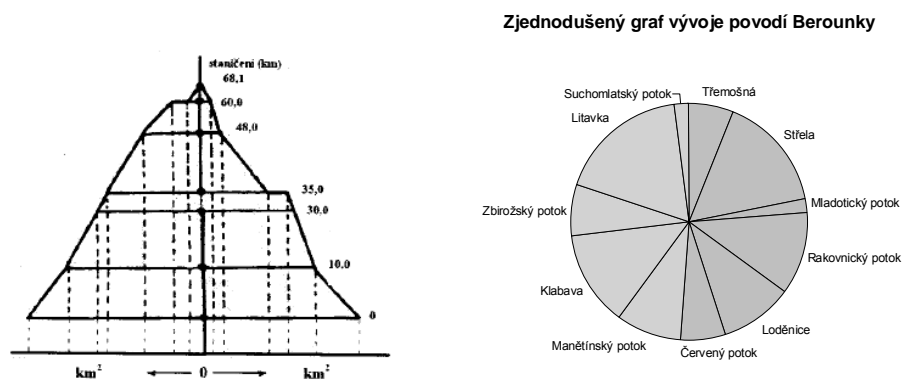 Zjednodušený graf vývoje povodí Berounky
staničení (km)
68,1
60,0
48,0
35,0
30,0
10,0
0
km²
0
km²
Suchomlatský potok
Třemošná
Litavka
Střela
Mladotický potok
Zbirožský potok
Rakovnický potok
Klabava
Loděnice
Manětínský potok
Červený potok